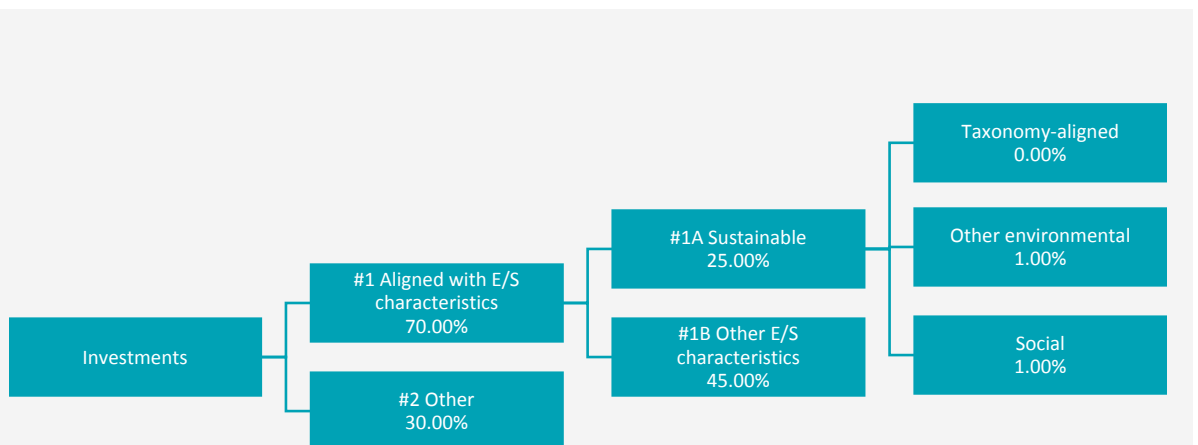 Investments
#1 Aligned with E/S
characteristics
70.00%
#2 Other
30.00%
#1A Sustainable
25.00%
#1B Other E/S
characteristics
45.00%
Taxonomy-aligned
0.00%
Other environmental
1.00%
Social
1.00%